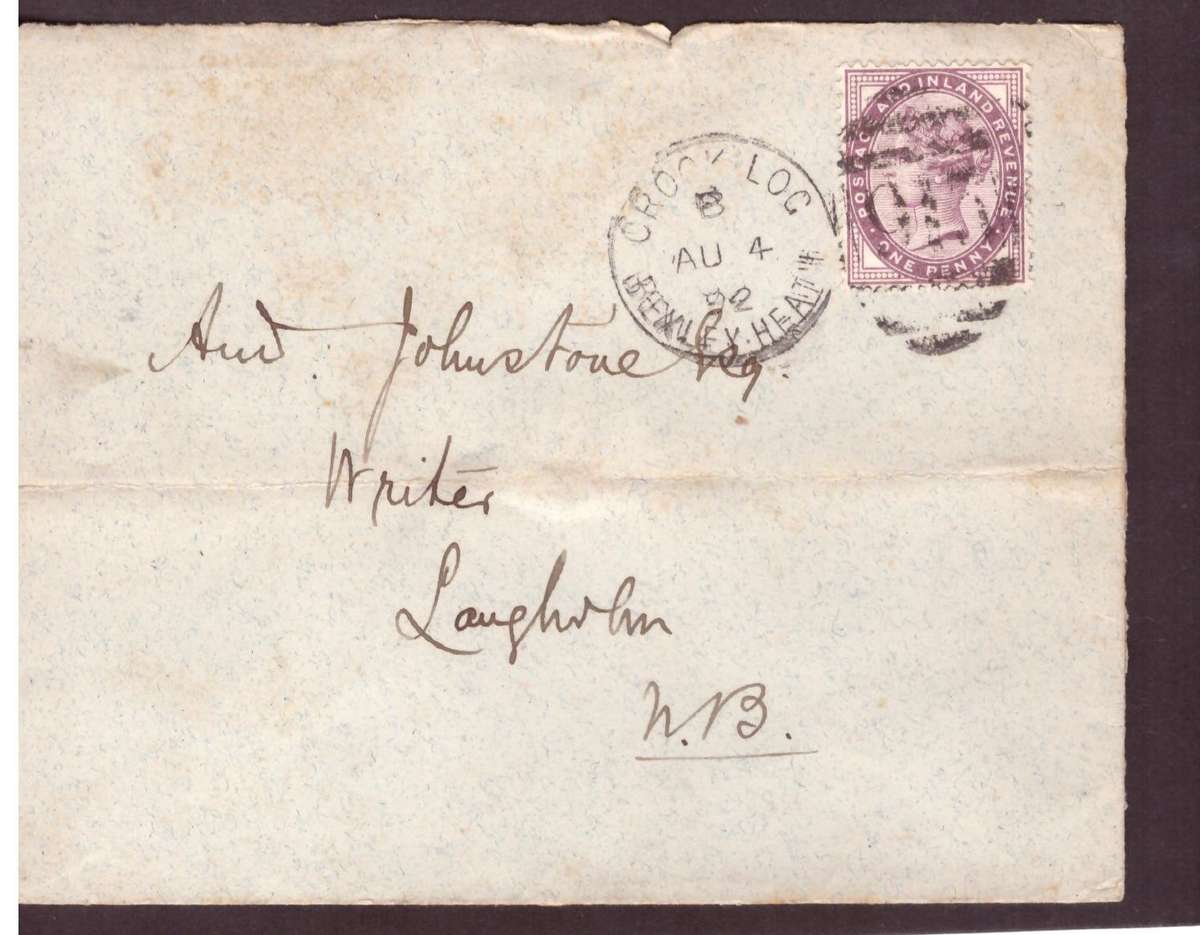 POSTAGE AND INLAND REVENUE
ONE PENNY
CROOK LOG
B
AU 4
92
BEXLEY-HEATH
And. Johnstone Esq.
Writer
Langholm
N.B.